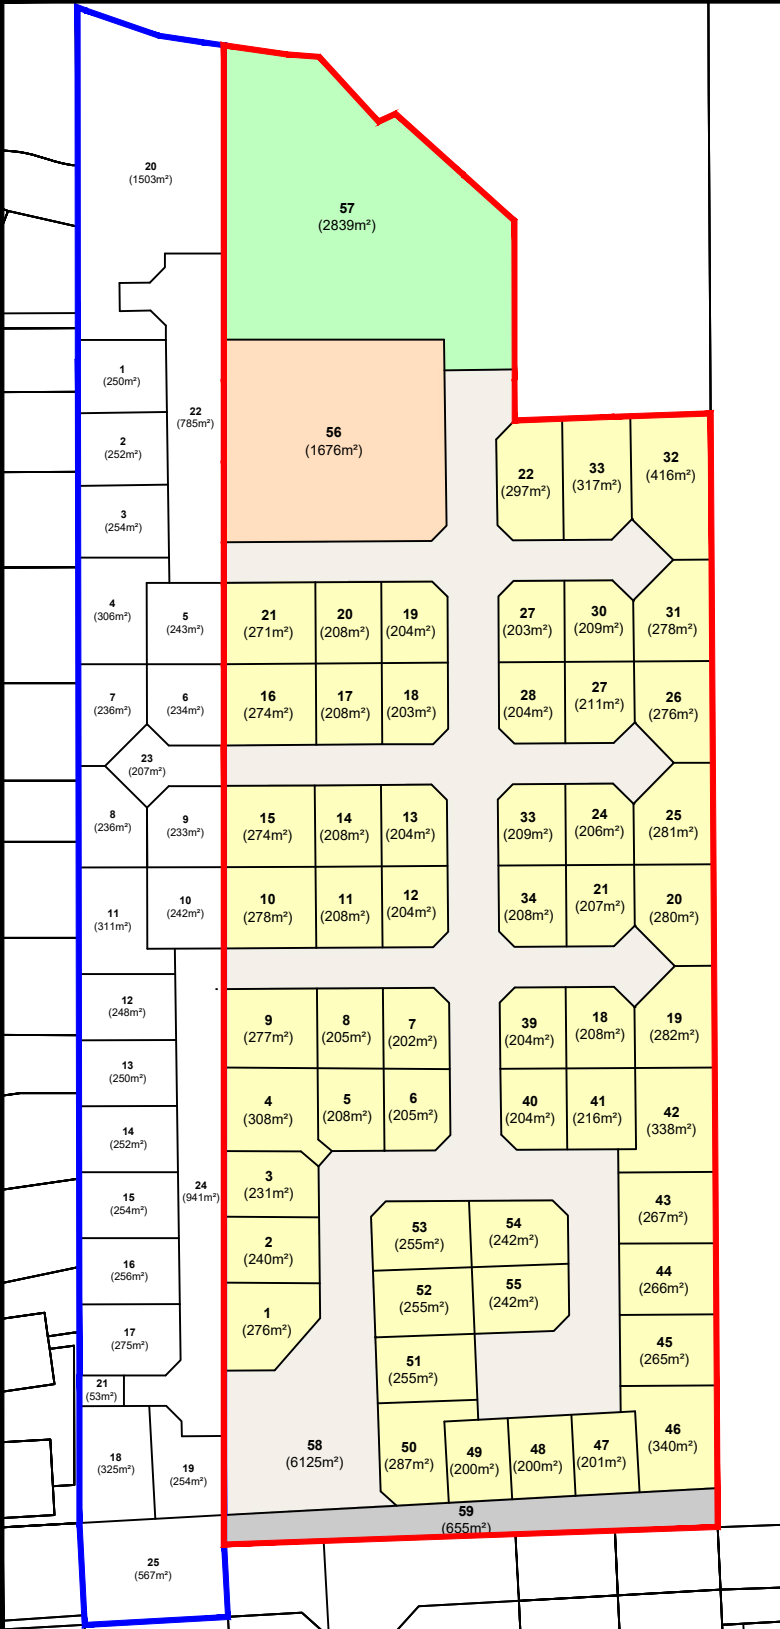 20
(1503m²)
57
(2839m²)
1
(250m²)
22
(785m²)
2
(252m²)
3
(254m²)
56
(1676m²)
22
(297m²)
33
(317m²)
32
(416m²)
4
(306m²)
5
(243m²)
21
(271m²)
20
(208m²)
19
(204m²)
27
(203m²)
30
(209m²)
31
(278m²)
7
(236m²)
6
(234m²)
16
(274m²)
17
(208m²)
18
(203m²)
28
(204m²)
27
(211m²)
26
(276m²)
23
(207m²)
8
(236m²)
9
(233m²)
15
(274m²)
14
(208m²)
13
(204m²)
33
(209m²)
24
(206m²)
25
(281m²)
11
(311m²)
10
(242m²)
10
(278m²)
11
(208m²)
12
(204m²)
34
(208m²)
21
(207m²)
20
(280m²)
12
(248m²)
9
(277m²)
8
(205m²)
7
(202m²)
39
(204m²)
18
(208m²)
19
(282m²)
13
(250m²)
4
(308m²)
5
(208m²)
6
(205m²)
40
(204m²)
41
(216m²)
42
(338m²)
14
(252m²)
24
(941m²)
3
(231m²)
15
(254m²)
43
(267m²)
53
(255m²)
54
(242m²)
16
(256m²)
2
(240m²)
52
(255m²)
55
(242m²)
44
(266m²)
17
(275m²)
1
(276m²)
45
(265m²)
51
(255m²)
21
(53m²)
18
(325m²)
19
(254m²)
58
(6125m²)
50
(287m²)
49
(200m²)
48
(200m²)
47
(201m²)
46
(340m²)
59
(655m²)
25
(567m²)